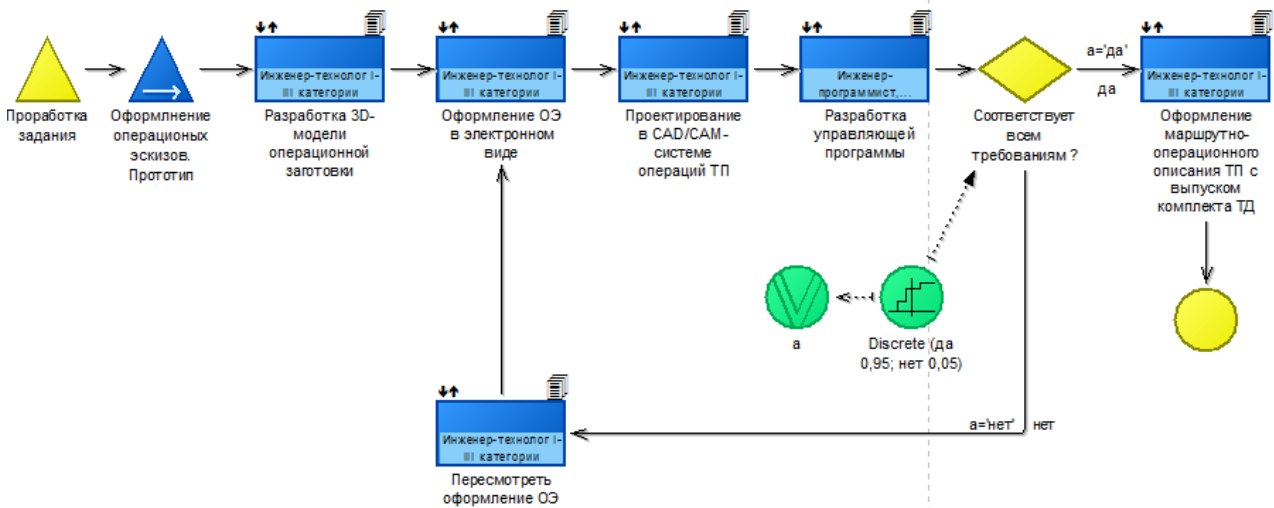 Проработка
задания
Оформлнение
операционых
эскизов.
Прототип
Инженер-технолог I-
III категории
Разработка 3D-
модели
операционной
заготовки
Инженер-технолог I-
III категории
Оформление ОЭ
в электронном
виде
Инженер-технолог I-
III категории
Проектирование
в CAD/CAM-
системе
операций ТП
Инженер-
программист,...
Разработка
управляющей
программы
Соответствует
всем
требованиям ?
a='да'
да
Инженер-технолог I-
III категории
Оформление
маршрутно-
операционного
описания ТП с
выпуском
комплекта ТД
a
Discrete (да
0,95; нет 0,05)
a='нет' нет
Инженер-технолог I-
III категории
Пересмотреть
оформление ОЭ